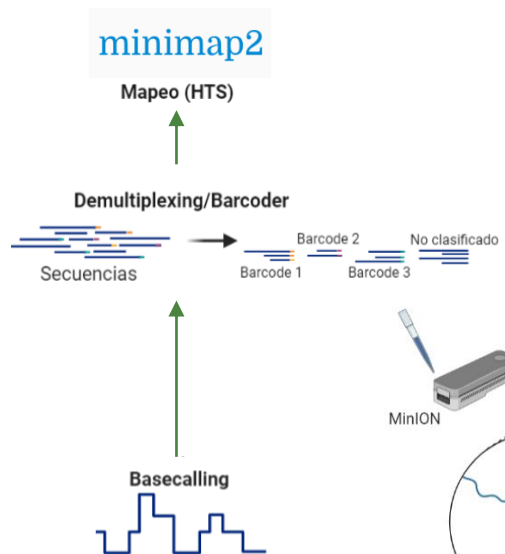 minimap2
Mapeo (HTS)
Demultiplexing/Barcoder
Secuencias
Barcode 1
Barcode 2
Barcode 3
No clasificado
MinION
Basecalling